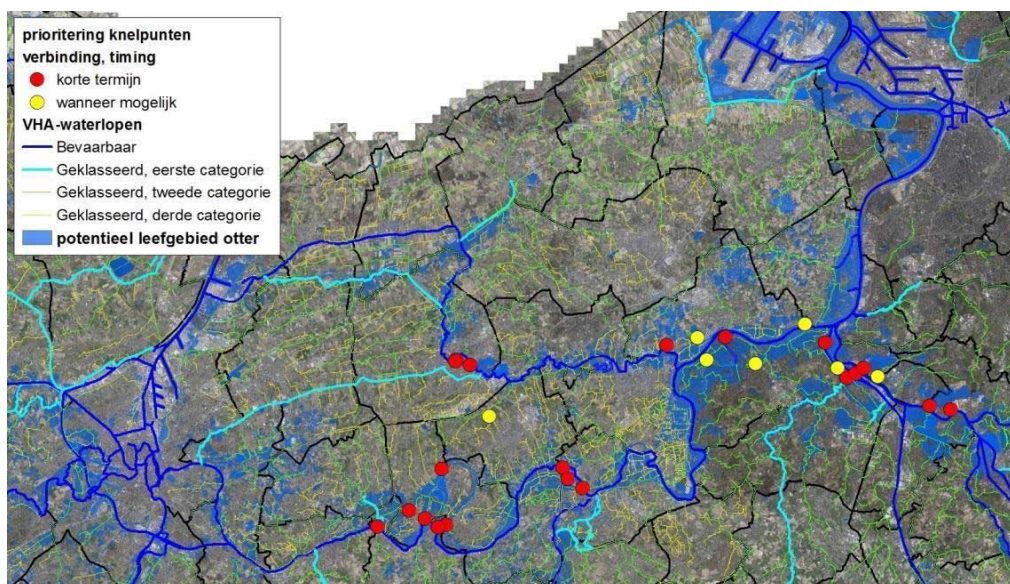 prioritering knelpunten
verbinding, timing
korte termijn
wanneer mogelijk
VHA-waterlopen
Bevaarbaar
Geklasseerd, eerste categorie
Geklasseerd, tweede categorie
Geklasseerd, derde categorie
potentieel leefgebied otter